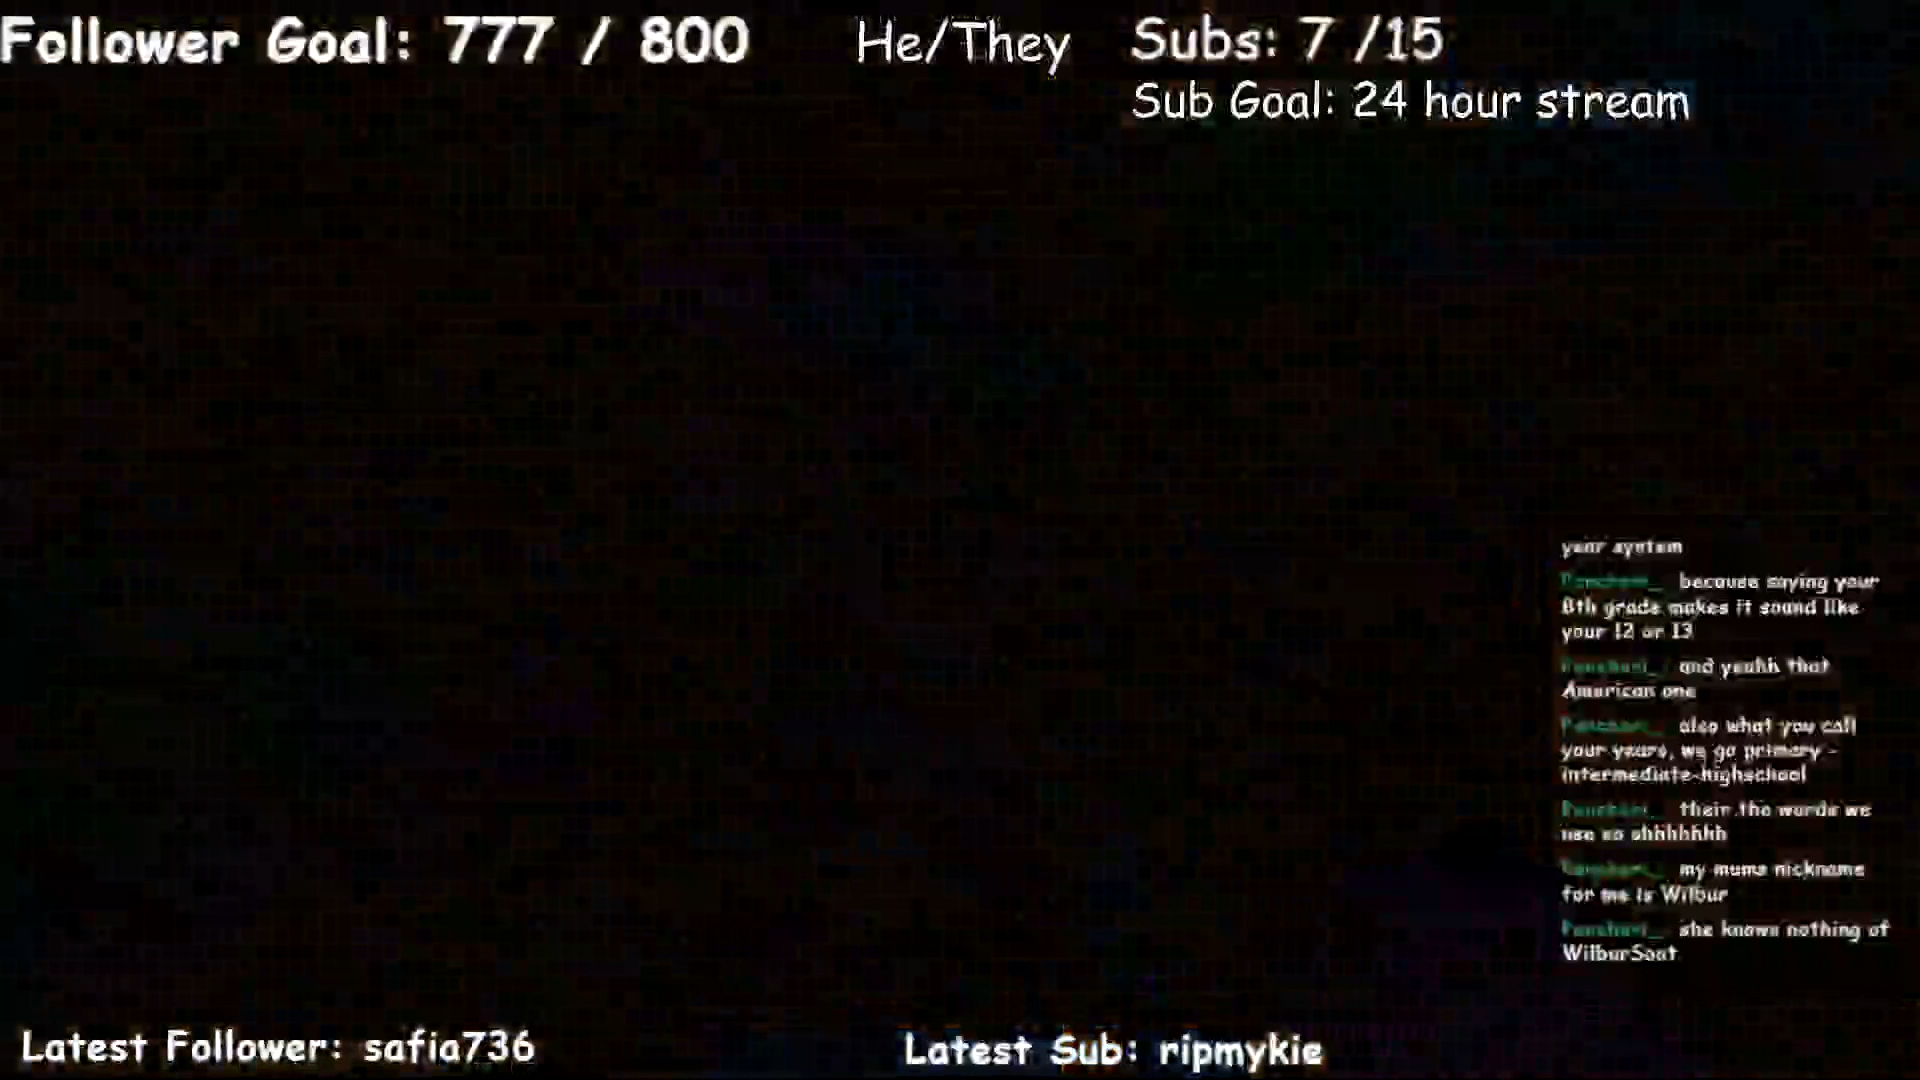 Follower Goal: 777 / 800
He/They
Subs: 7 /15
Sub Goal: 24 hour stream
year system
because saying your
8th grade makes it sound like
your 12 or 13
and yeahh that
American one
also what you call
your years, we go primary -
intermediate-highschool
their the words we
use so shhhhhhh
my mums nickname
for me is Wilbur
she knows nothing of
WilburSoot
Latest Follower: safia736
Latest Sub: ripmykie